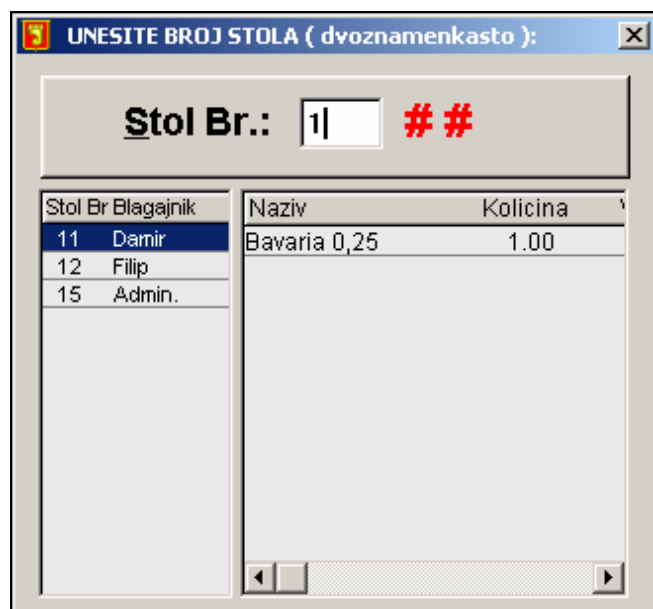 UNESITE BROJ STOLA ( dvoznamenkasto ):
Stol Br.: 1 # #
Stol Br Blagajnik
11 Damir
12 Filip
15 Admin.
Naziv Kolicina
Bavaria 0,25 1.00